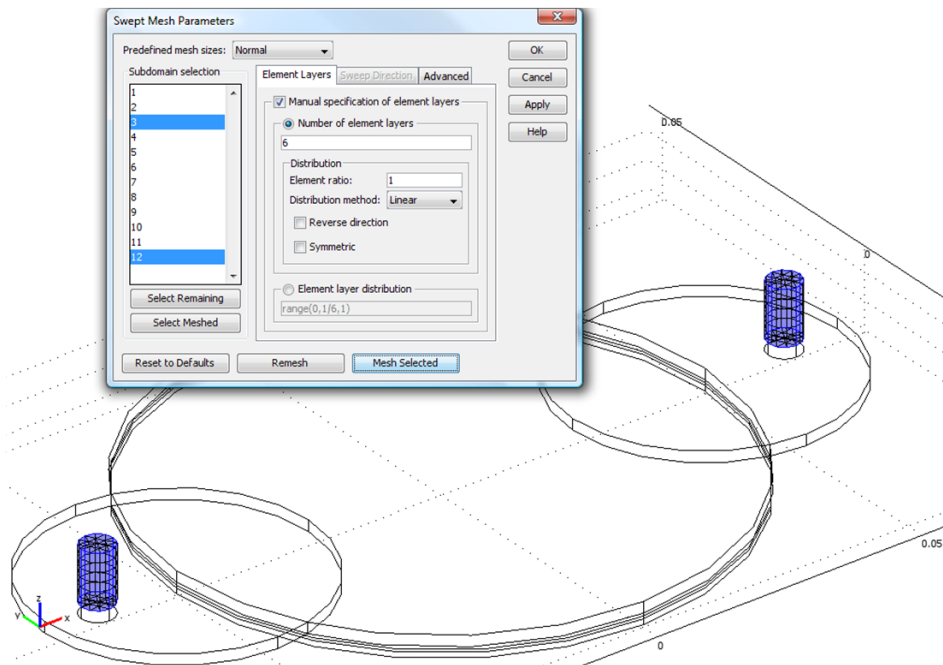 Swept Mesh Parameters
Predefined mesh sizes: Normal
OK
Subdomain selection
Element Layers Sweep Direction Advanced
Cancel
1
2
3
4
5
6
7
8
9
10
11
12
Manual specification of element layers
Apply
Number of element layers
Help
6
Distribution
Element ratio: 1
Distribution method: Linear
Reverse direction
Symmetric
Element layer distribution
range(0,1/6,1)
Select Remaining
Select Meshed
Reset to Defaults Remesh Mesh Selected
0.05
0
0.05
0
z
y
x